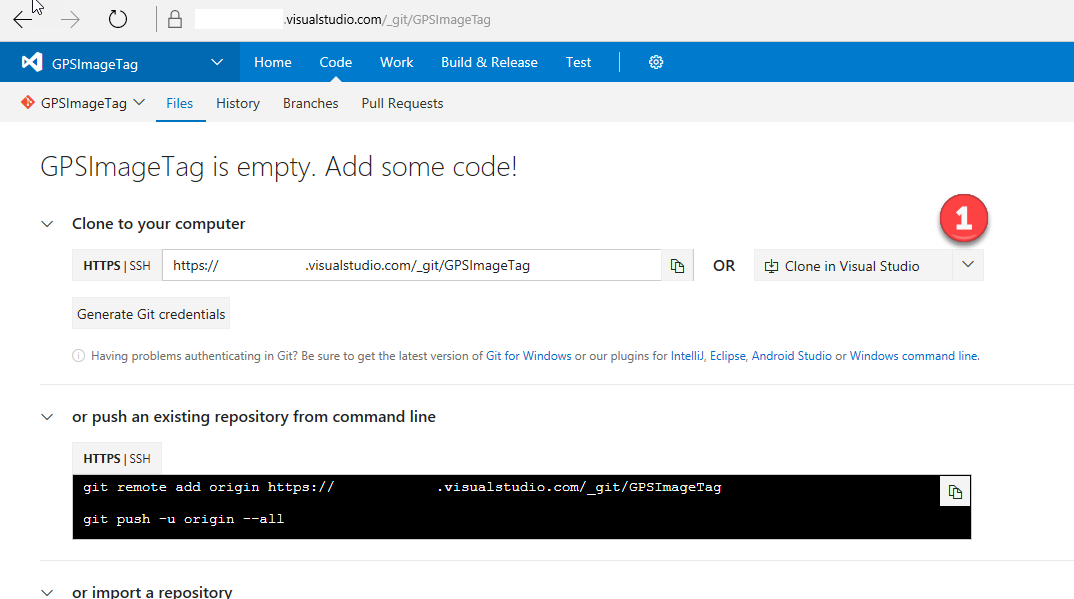 .visualstudio.com/_git/GPSImageTag
GPSImageTag Home Code Work Build & Release Test
GPSImageTag Files History Branches Pull Requests
GPSImageTag is empty. Add some code!
1
Clone to your computer
HTTPS | SSH https:// .visualstudio.com/_git/GPSImageTag OR Clone in Visual Studio
Generate Git credentials
Having problems authenticating in Git? Be sure to get the latest version of Git for Windows or our plugins for IntelliJ, Eclipse, Android Studio or Windows command line.
or push an existing repository from command line
HTTPS | SSH
git remote add origin https:// .visualstudio.com/_git/GPSImageTag
git push -u origin --all
or import a repository